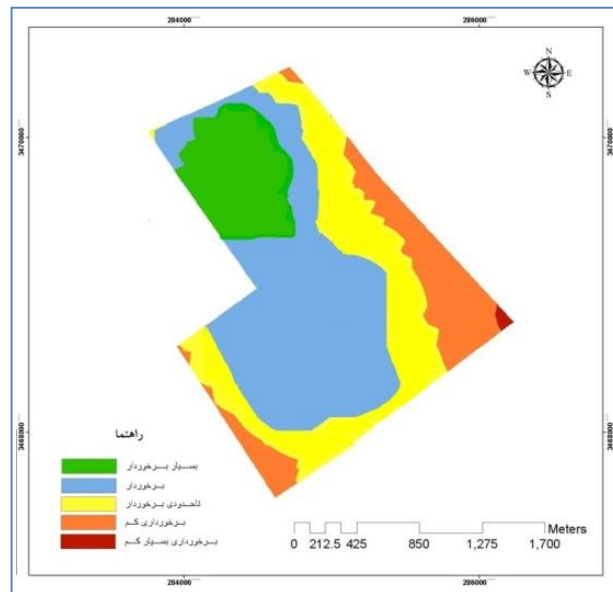 284000 286000
N
W E
S
3470000 3470000
3468000 3468000
راهنما
بسیار برخوردار
برخوردار
تاحدودی برخوردار
برخورداری کم
برخورداری بسیار کم
Meters
0 212.5 425 850 1,275 1,700
284000 286000